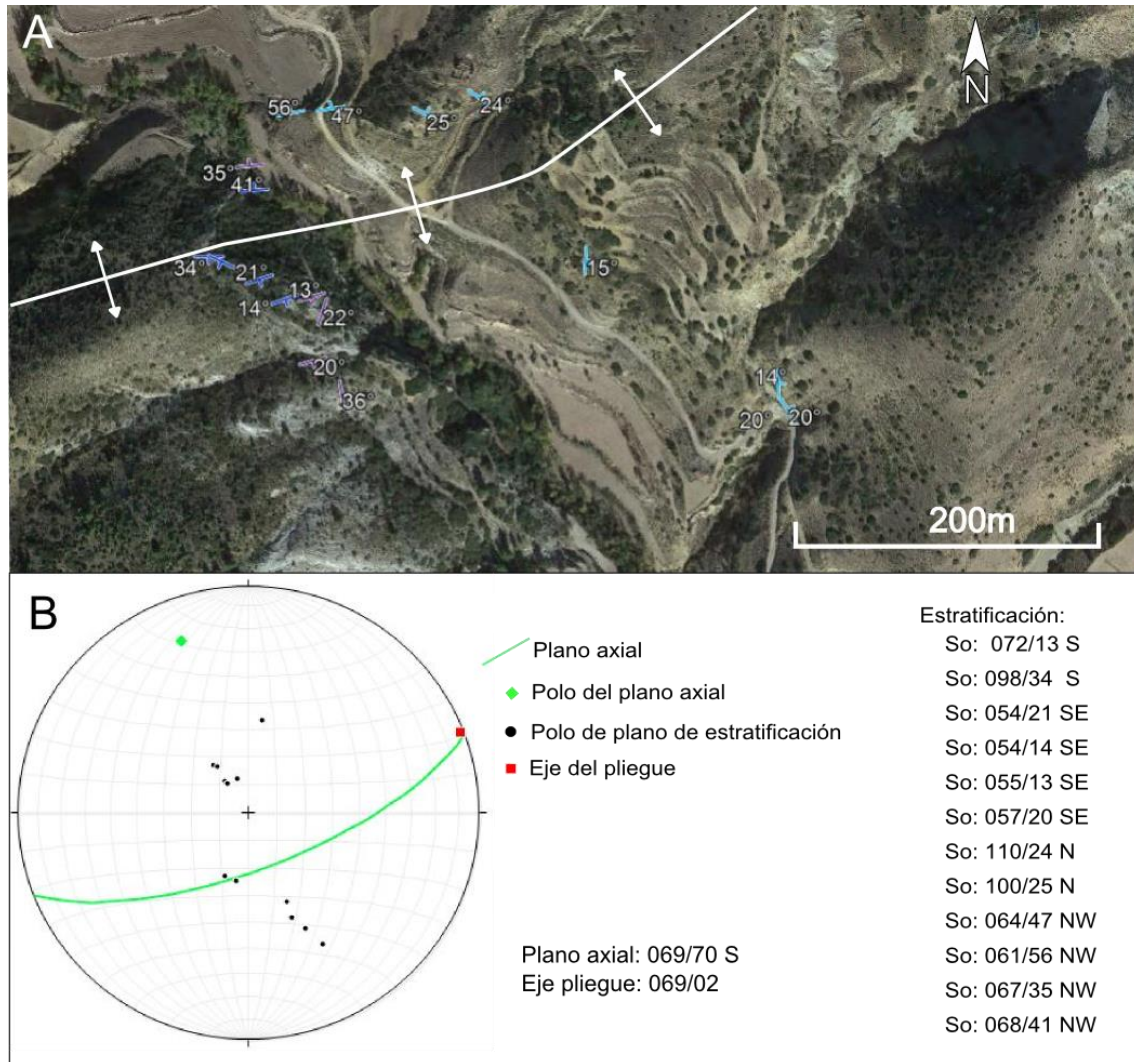 A
N
56°
47°
25°
24°
35°
41°
34°
21°
14°
13°
22°
20°
36°
15°
14°
20°
20°
200m
B
Plano axial
Polo del plano axial
Polo de plano de estratificación
Eje del pliegue
Plano axial: 069/70 S
Eje pliegue: 069/02
Estratificación:
So: 072/13 S
So: 098/34 S
So: 054/21 SE
So: 054/14 SE
So: 055/13 SE
So: 057/20 SE
So: 110/24 N
So: 100/25 N
So: 064/47 NW
So: 061/56 NW
So: 067/35 NW
So: 068/41 NW